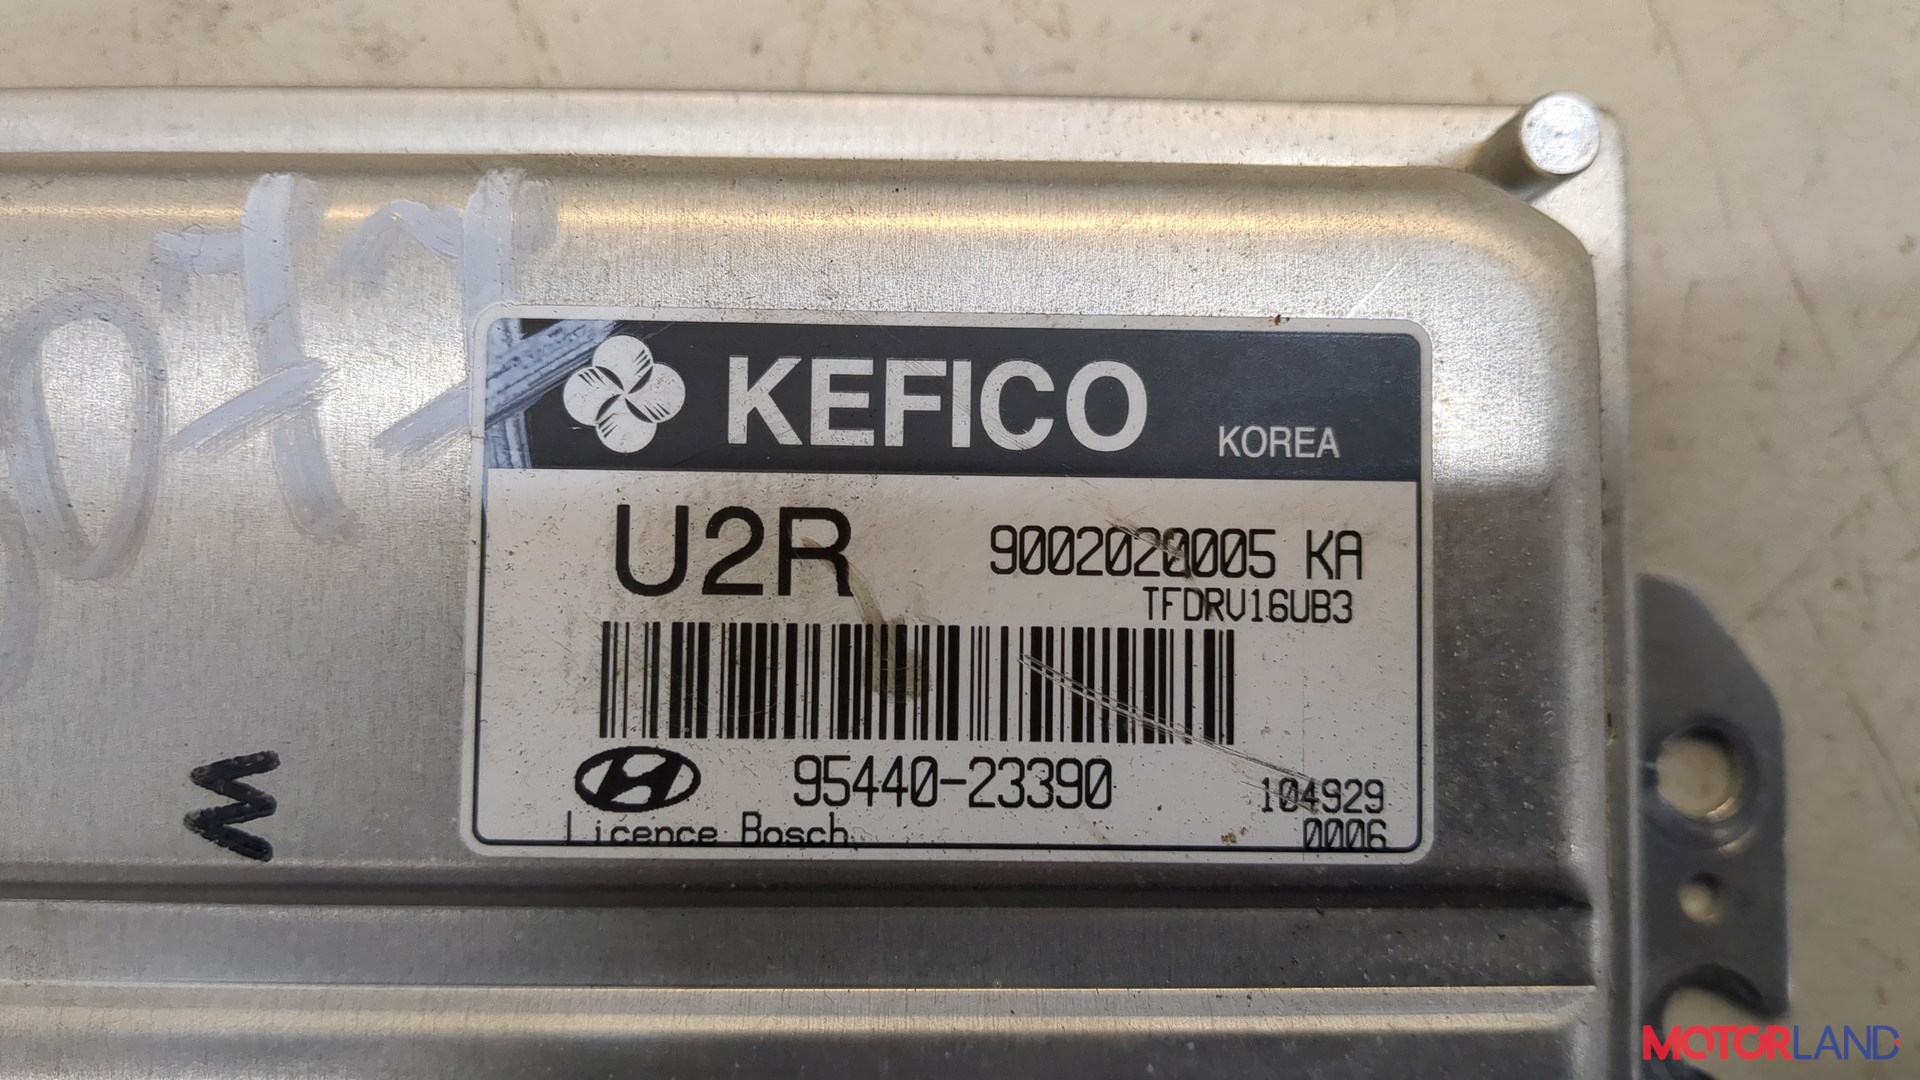 KEFICO
KOREA
U2R
9002020005 KA
TFDRV16UB3
95440-23390
104929
Licence Bosch
0006
M
MOTORLAND